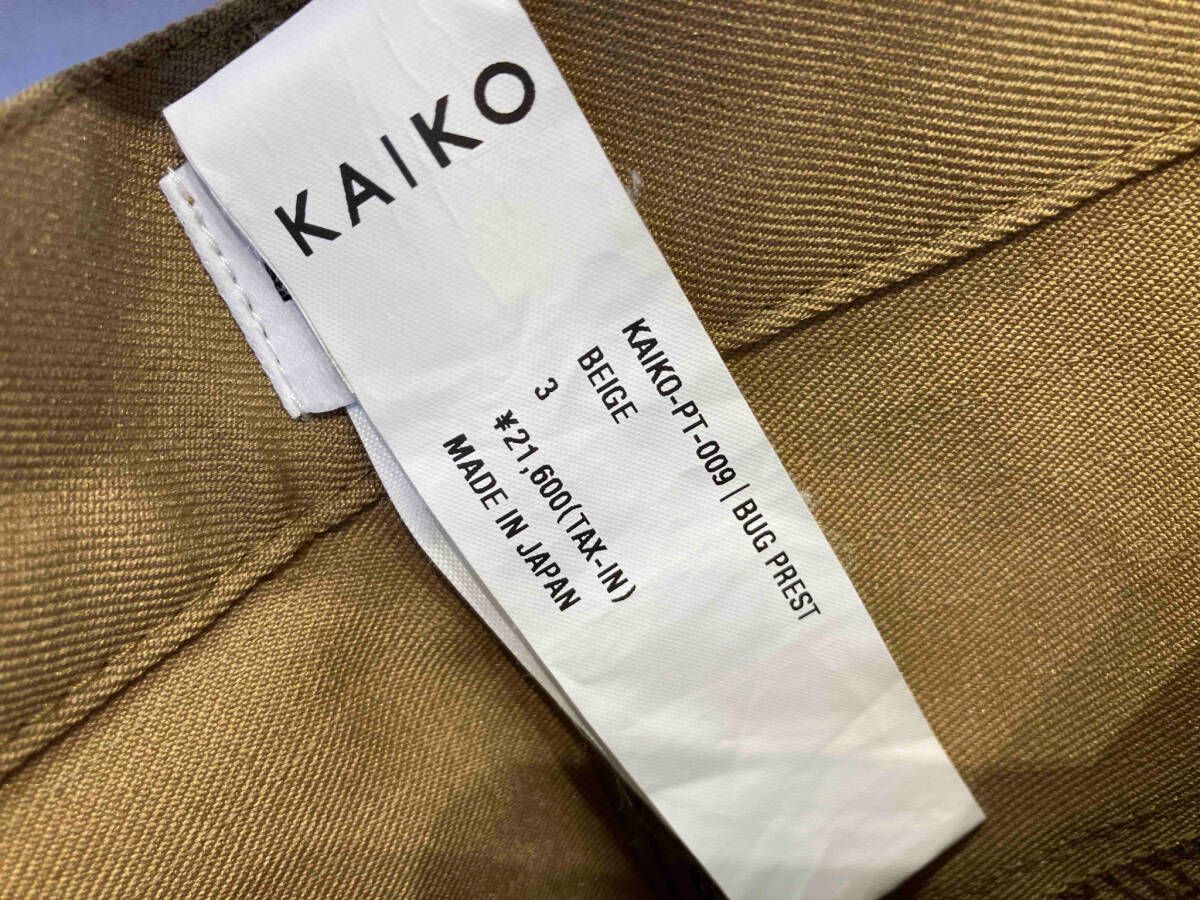 KAIKO
KAIKO-PT-009 | BUG PREST
BEIGE
3
¥21,600(TAX-IN)
MADE IN JAPAN